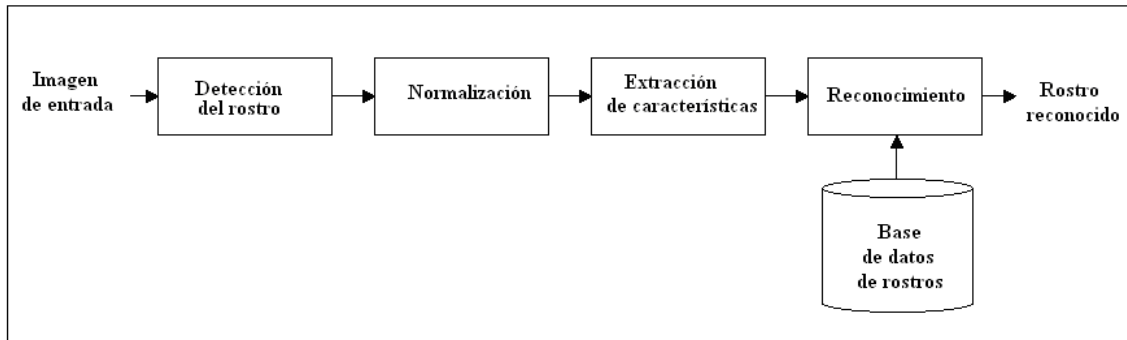 Imagen
de entrada
Detección
del rostro
Normalización
Extracción
de características
Reconocimiento
Rostro
reconocido
Base
de datos
de rostros